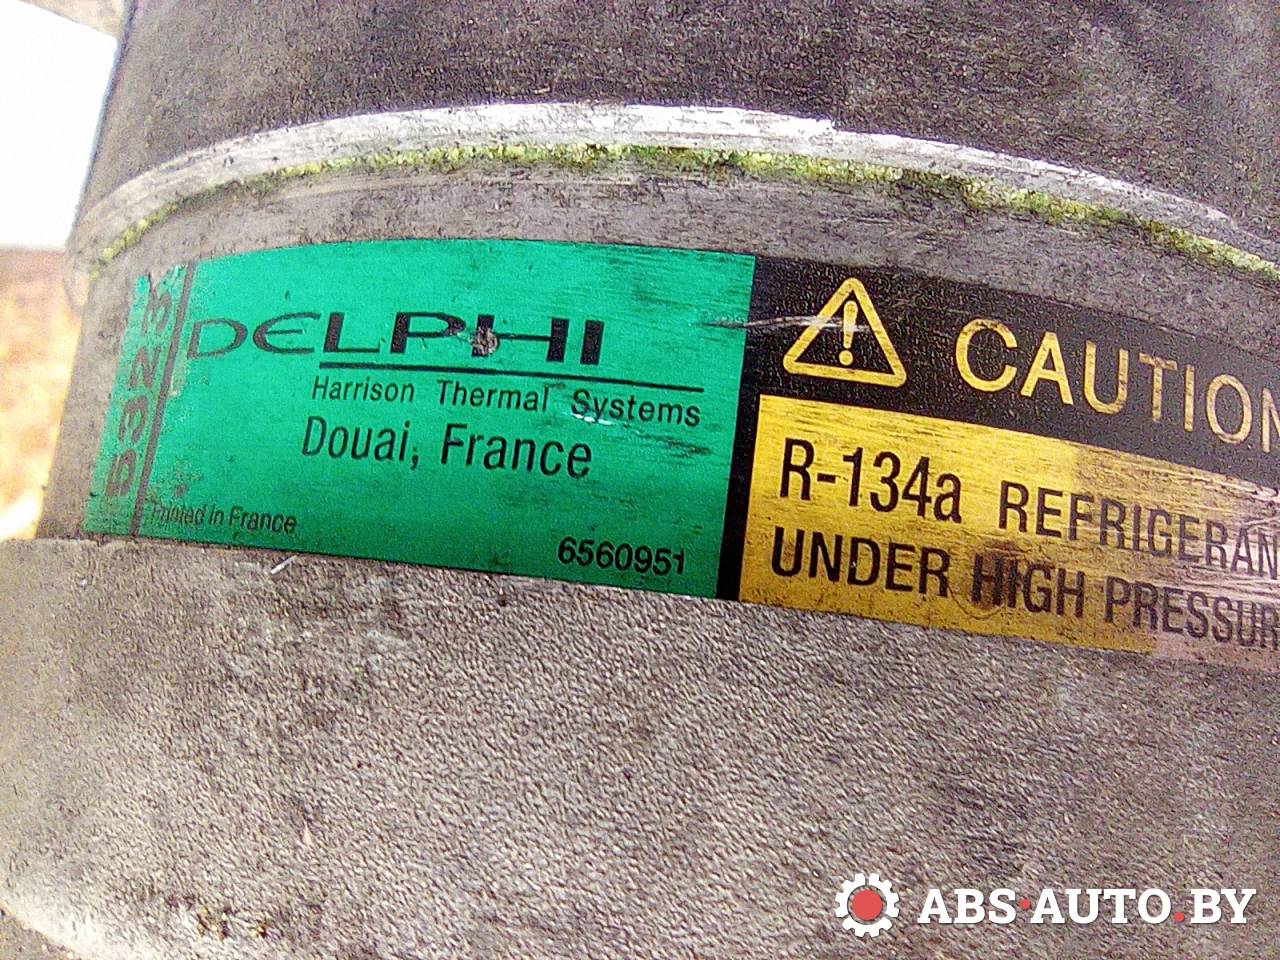 53233
DELPHI
Harrison Thermal Systems
Douai, France
Printed in France
6560951
CAUTION
R-134a REFRIGERAN
UNDER HIGH PRESSUR
ABS·AUTO.BY